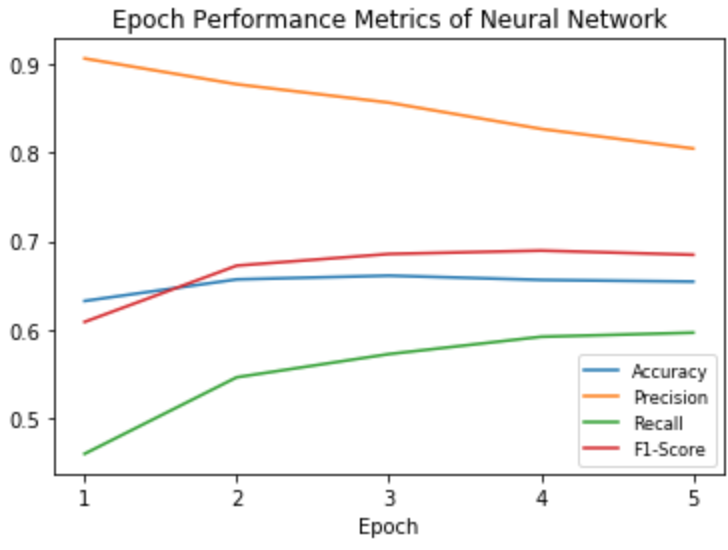 Epoch Performance Metrics of Neural Network
0.9
0.8
0.7
0.6
0.5
Accuracy
Precision
Recall
F1-Score
1 2 3 4 5
Epoch